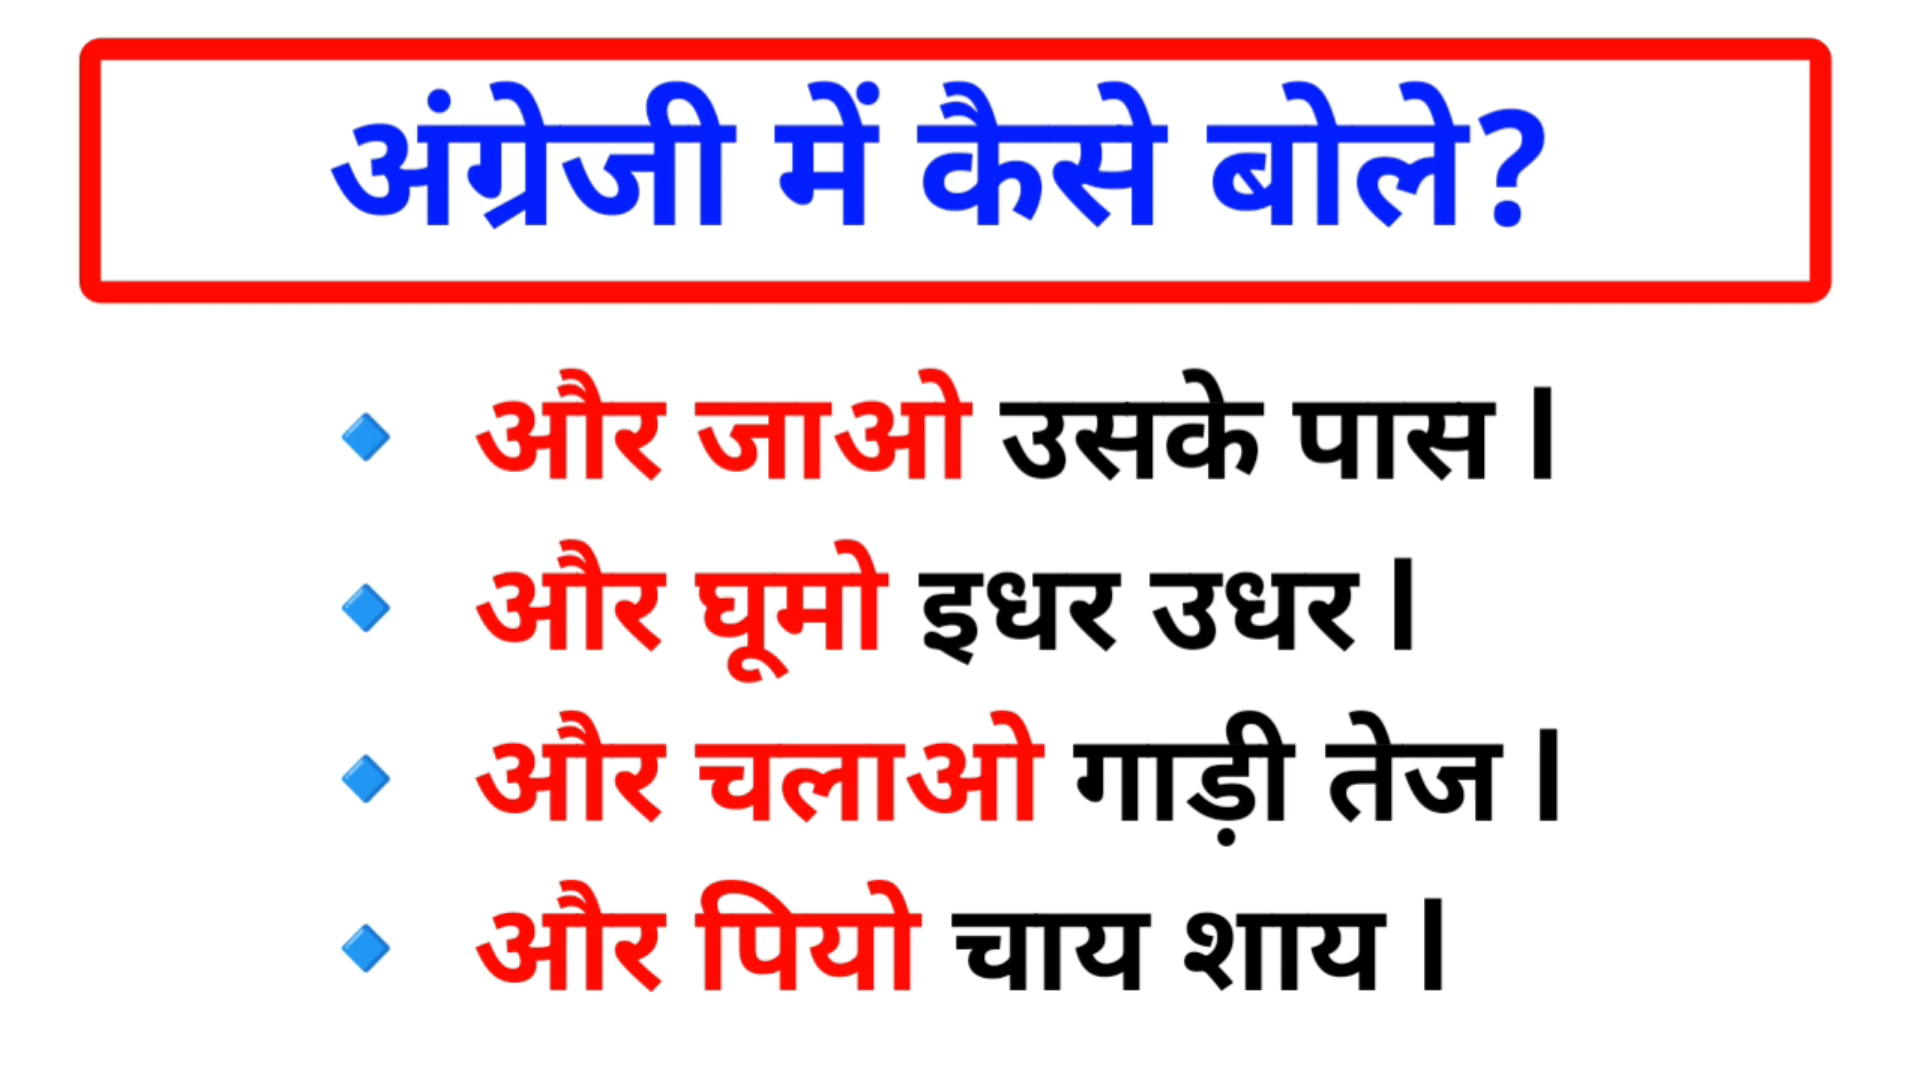 अंग्रेजी में कैसे बोले?
🔹 और जाओ उसके पास l
🔹 और घूमो इधर उधर l
🔹 और चलाओ गाड़ी तेज l
🔹 और पियो चाय शाय l